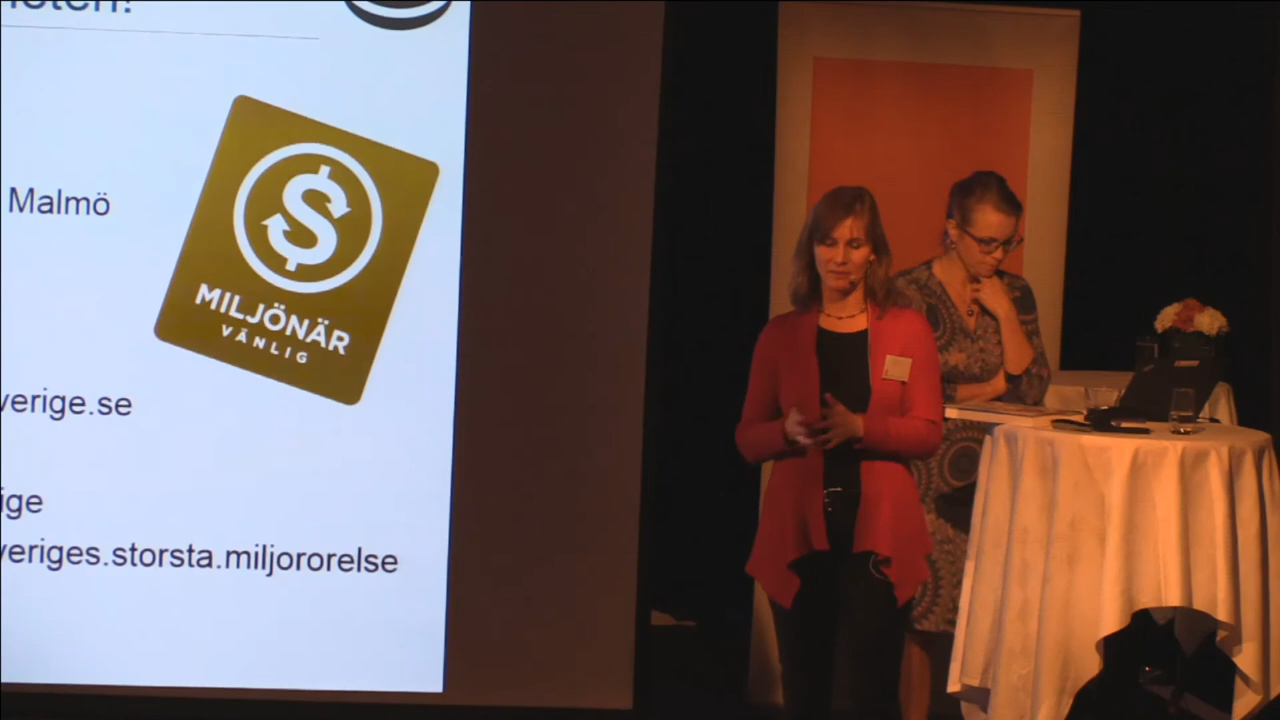 Malmö
MILJÖNÄR
VÄNLIG
verige.se
ige
veriges.storsta.miljororelse